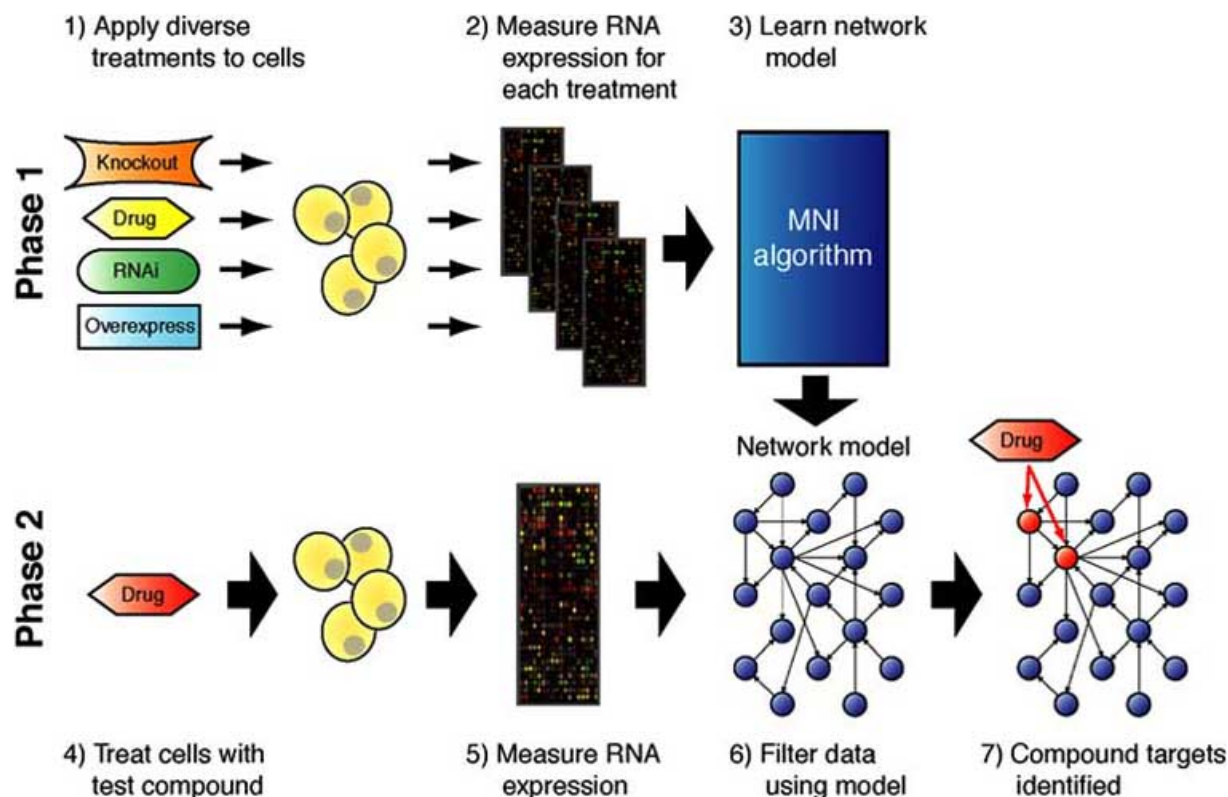 1) Apply diverse
treatments to cells
2) Measure RNA
expression for
each treatment
3) Learn network
model
Phase 1
Knockout
Drug
RNAi
Overexpress
MNI
algorithm
Network model
Drug
Phase 2
Drug
4) Treat cells with
test compound
5) Measure RNA
expression
6) Filter data
using model
7) Compound targets
identified